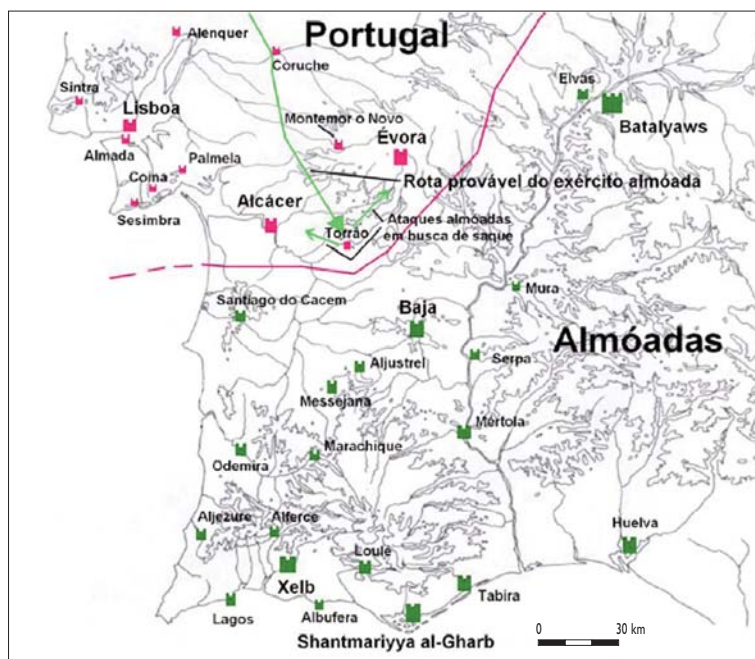 Portugal
Alenquer
Coruche
Elvas
Sintra
Lisboa
Batalyaws
Montemor o Novo
Évora
Almada
Palmela
Coina
Rota provável do exército almóada
Sesimbra
Alcácer
Ataques almóadas
em busca de saque
Torrão
Mura
Santiago do Cacem
Baja
Almóadas
Aljustrel
Serpa
Messejana
Mértola
Marachique
Odemira
Aljezure
Alferce
Huelva
Loulé
Xelb
Tabira
Lagos
Albufera
Shantmariyya al-Gharb
0 30 km